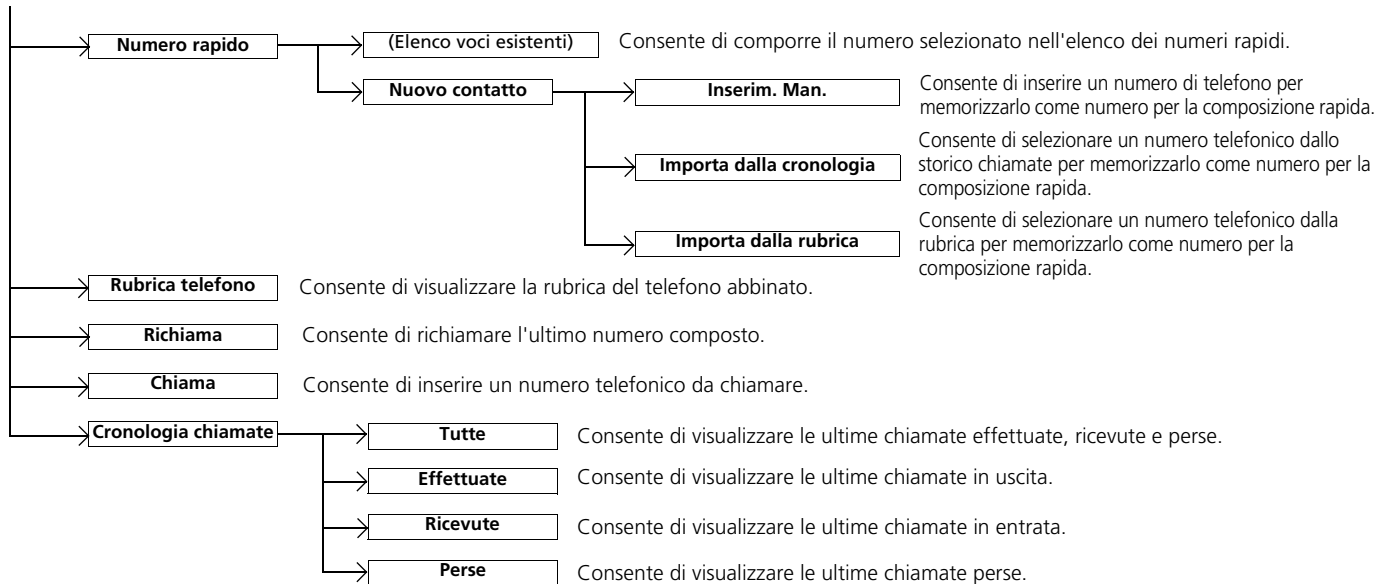 Numero rapido
(Elenco voci esistenti)
Consente di comporre il numero selezionato nell'elenco dei numeri rapidi.
Nuovo contatto
Inserim. Man.
Consente di inserire un numero di telefono per
memorizzarlo come numero per la composizione rapida.
Importa dalla cronologia
Consente di selezionare un numero telefonico dallo
storico chiamate per memorizzarlo come numero per la
composizione rapida.
Importa dalla rubrica
Consente di selezionare un numero telefonico dalla
rubrica per memorizzarlo come numero per la
composizione rapida.
Rubrica telefono
Consente di visualizzare la rubrica del telefono abbinato.
Richiama
Consente di richiamare l'ultimo numero composto.
Chiama
Consente di inserire un numero telefonico da chiamare.
Cronologia chiamate
Tutte
Consente di visualizzare le ultime chiamate effettuate, ricevute e perse.
Effettuate
Consente di visualizzare le ultime chiamate in uscita.
Ricevute
Consente di visualizzare le ultime chiamate in entrata.
Perse
Consente di visualizzare le ultime chiamate perse.